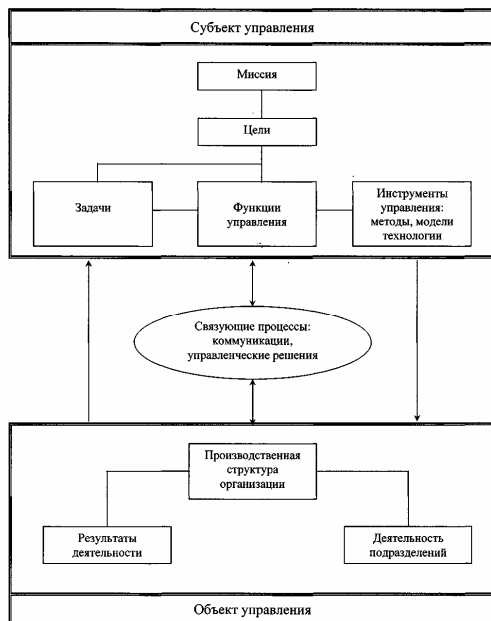 Субъект управления
Миссия
Цели
Задачи
Функции
управления
Инструменты
управления:
методы, модели
технологии
Связующие процессы:
коммуникации,
управленческие решения
Производственная
структура
организации
Результаты
деятельности
Деятельность
подразделений
Объект управления